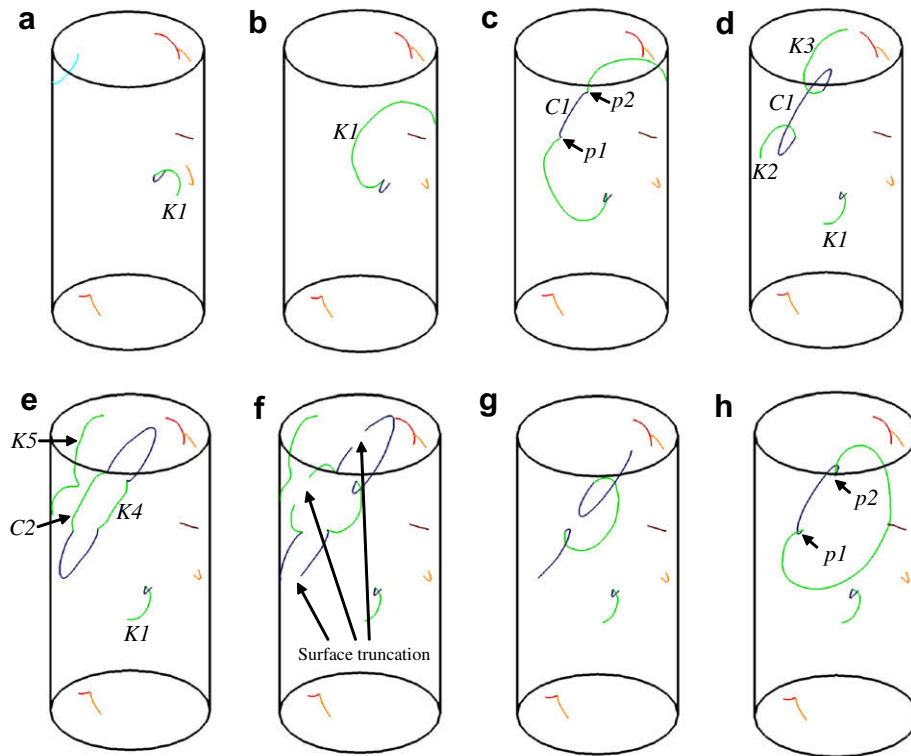 a
b
c
d
K1
K1
C1
p2
p1
K3
C1
K2
K1
e
f
g
h
K5
C2
K4
K1
Surface truncation
p2
p1